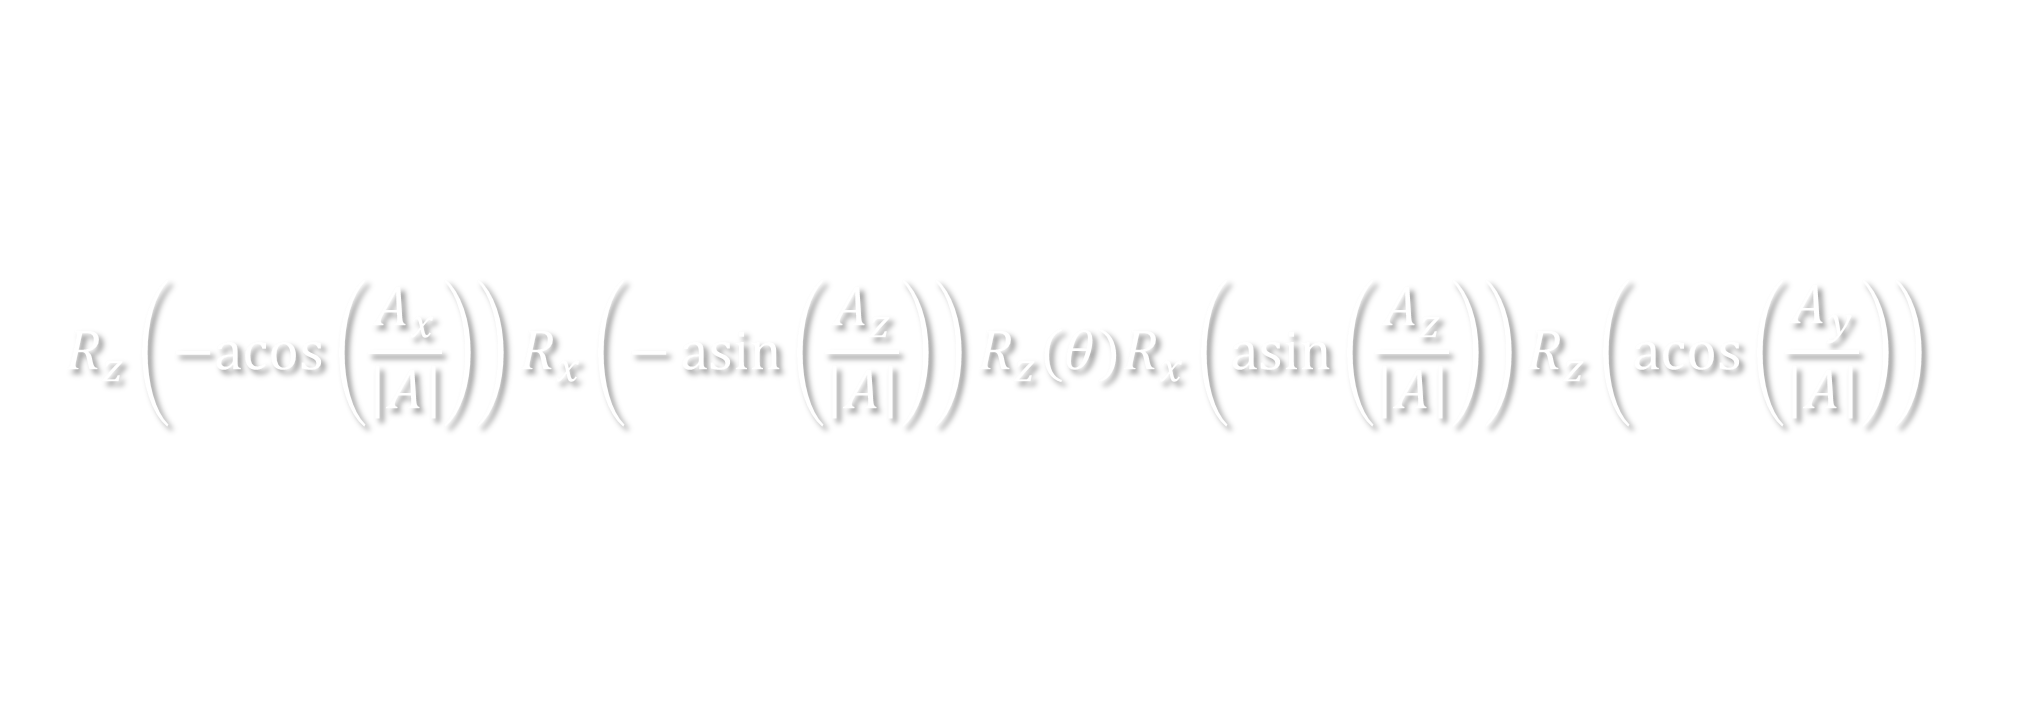 R_z(−acos(A_x/|A|)) R_x(− asin(A_z/|A|)) R_z(θ)R_x(asin(A_z/|A|)) R_z(acos(A_y/|A|))